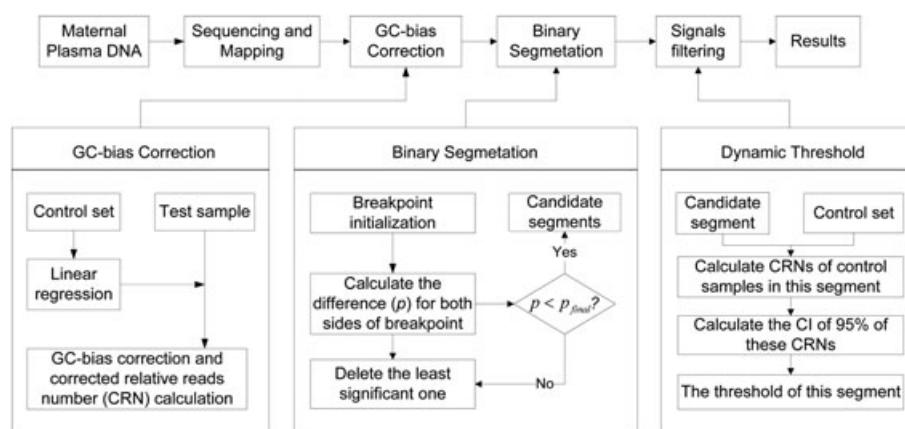 Maternal
Plasma DNA
Sequencing and
Mapping
GC-bias
Correction
Binary
Segmetation
Signals
filtering
Results
GC-bias Correction
Control set
Test sample
Linear
regression
GC-bias correction and
corrected relative reads
number (CRN) calculation
Binary Segmetation
Breakpoint
initialization
Candidate
segments
Yes
Calculate the
difference (p) for both
sides of breakpoint
p < p final?
Delete the least
significant one
No
Dynamic Threshold
Candidate
segment
Control set
Calculate CRNs of control
samples in this segment
Calculate the CI of 95% of
these CRNs
The threshold of this segment